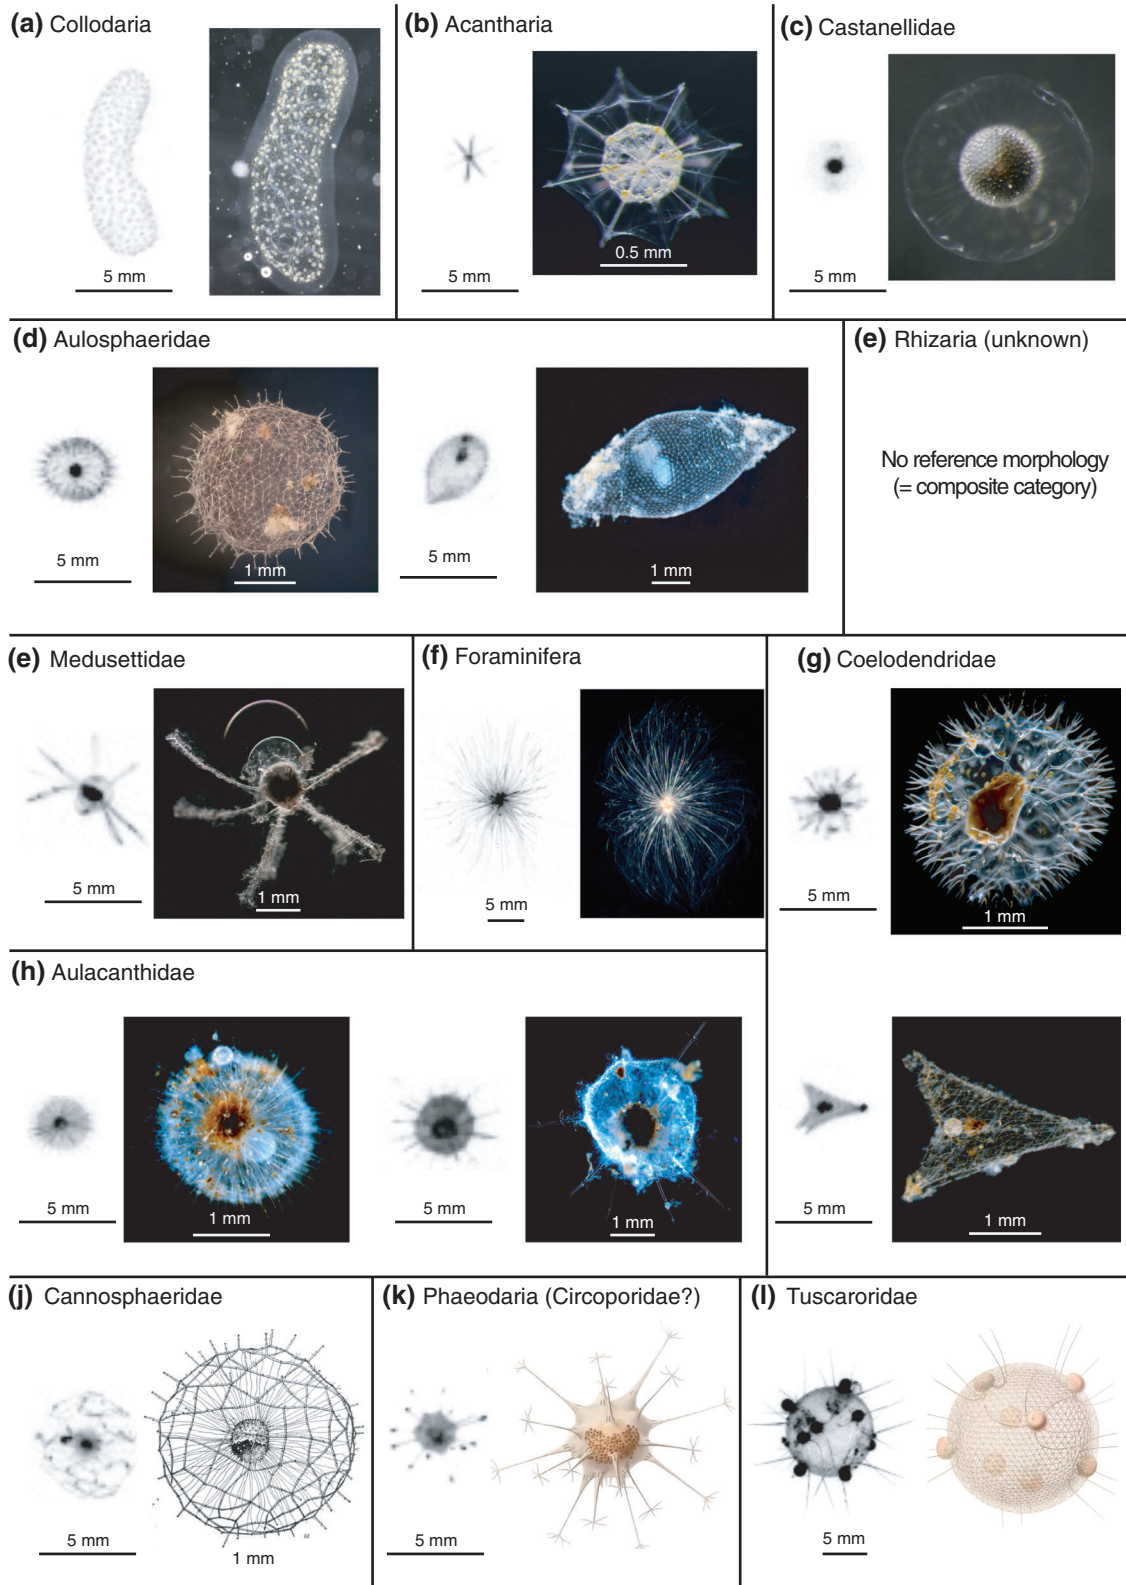 (a) Collodaria
5 mm
(b) Acantharia
5 mm
0.5 mm
(c) Castanellidae
5 mm
(d) Aulosphaeridae
5 mm
1 mm
5 mm
1 mm
(e) Rhizaria (unknown)
No reference morphology
(= composite category)
(e) Medusettidae
5 mm
1 mm
(f) Foraminifera
5 mm
(g) Coelodendridae
5 mm
1 mm
5 mm
1 mm
(h) Aulacanthidae
5 mm
1 mm
5 mm
1 mm
(j) Cannosphaeridae
5 mm
1 mm
(k) Phaeodaria (Circoporidae?)
5 mm
(l) Tuscaroridae
5 mm